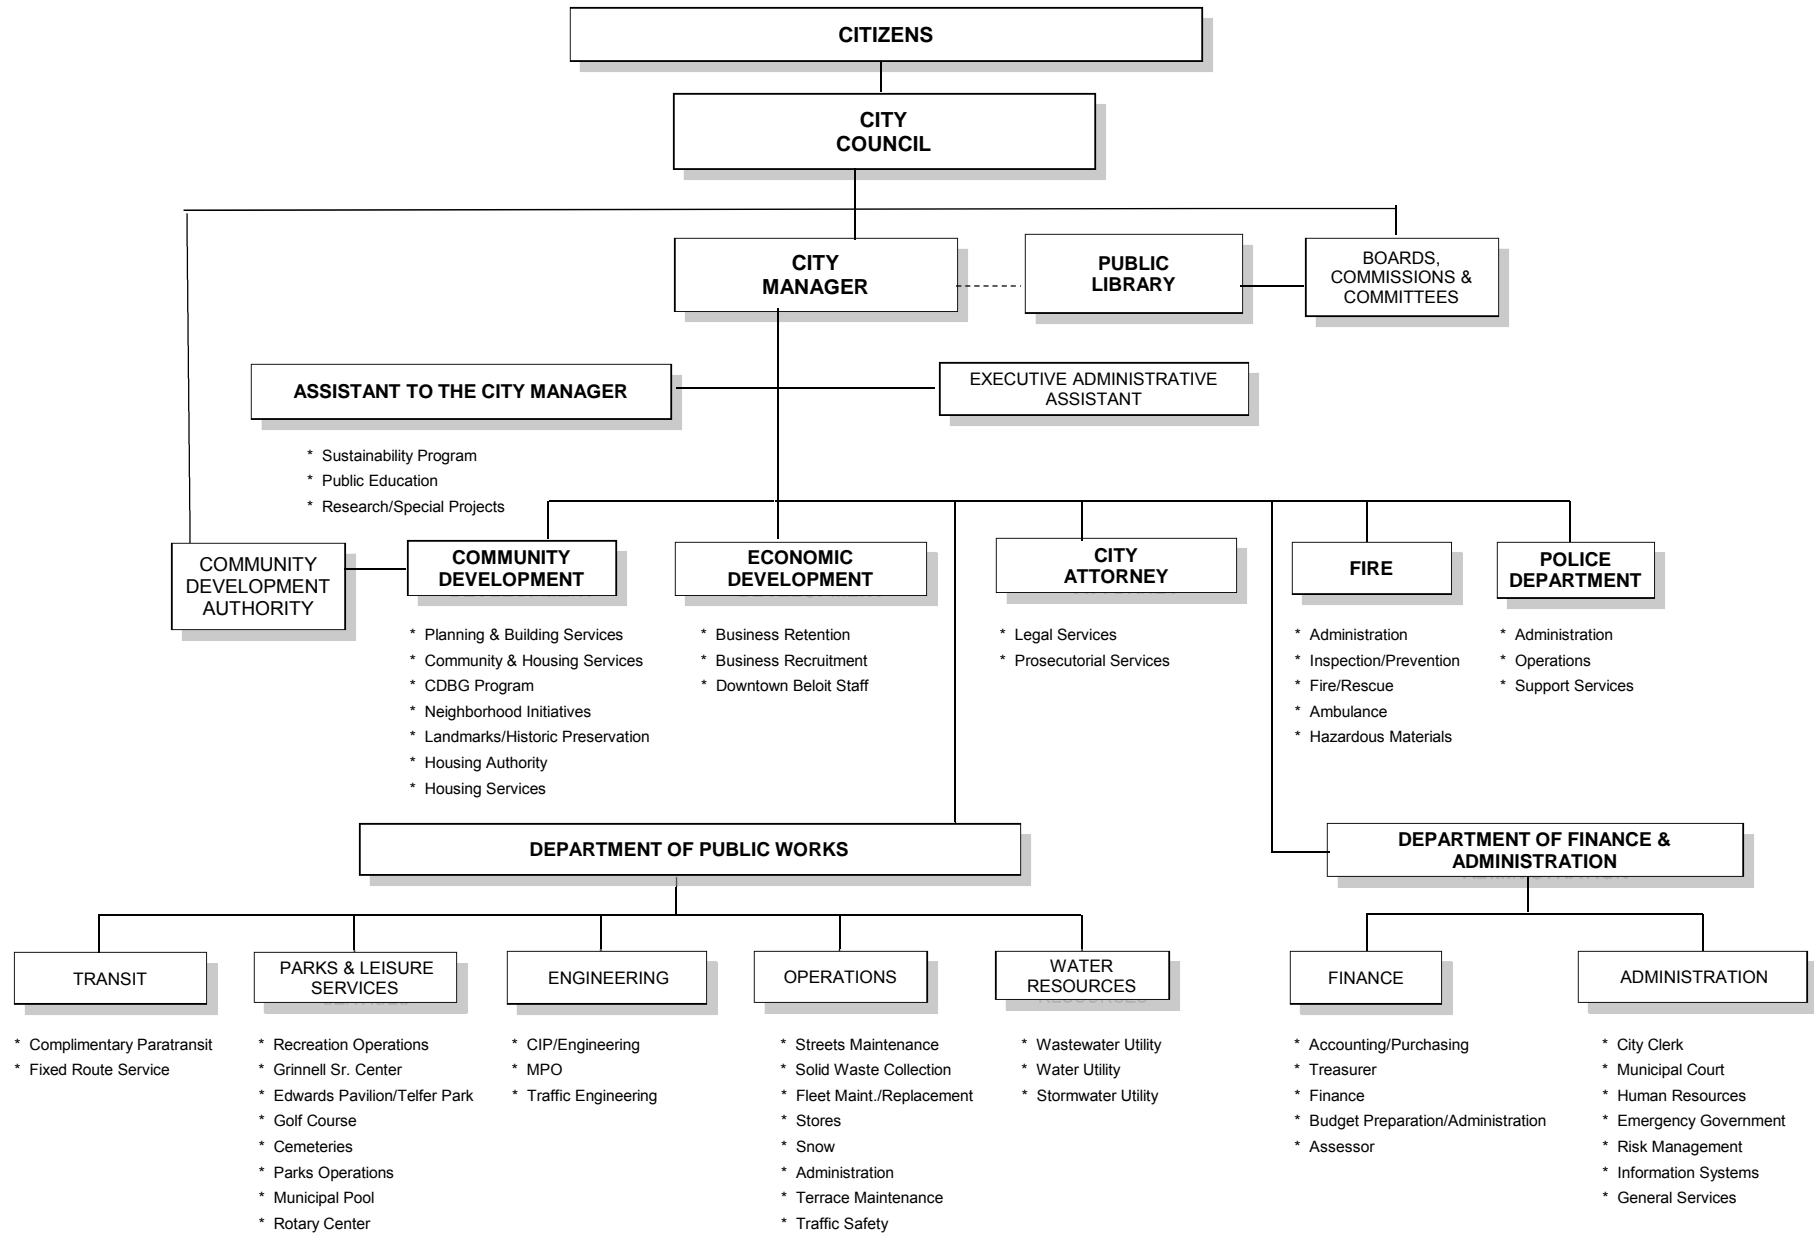 CITIZENS
CITY
COUNCIL
CITY
MANAGER
PUBLIC
LIBRARY
BOARDS,
COMMISSIONS &
COMMITTEES
ASSISTANT TO THE CITY MANAGER
EXECUTIVE ADMINISTRATIVE
ASSISTANT
* Sustainability Program
* Public Education
* Research/Special Projects
COMMUNITY
DEVELOPMENT
AUTHORITY
COMMUNITY
DEVELOPMENT
ECONOMIC
DEVELOPMENT
CITY
ATTORNEY
FIRE
POLICE
DEPARTMENT
* Planning & Building Services
* Community & Housing Services
* CDBG Program
* Neighborhood Initiatives
* Landmarks/Historic Preservation
* Housing Authority
* Housing Services
* Business Retention
* Business Recruitment
* Downtown Beloit Staff
* Legal Services
* Prosecutorial Services
* Administration
* Inspection/Prevention
* Fire/Rescue
* Ambulance
* Hazardous Materials
* Administration
* Operations
* Support Services
DEPARTMENT OF PUBLIC WORKS
DEPARTMENT OF FINANCE &
ADMINISTRATION
TRANSIT
PARKS & LEISURE
SERVICES
ENGINEERING
OPERATIONS
WATER
RESOURCES
FINANCE
ADMINISTRATION
* Complimentary Paratransit
* Fixed Route Service
* Recreation Operations
* Grinnell Sr. Center
* Edwards Pavilion/Telfer Park
* Golf Course
* Cemeteries
* Parks Operations
* Municipal Pool
* Rotary Center
* CIP/Engineering
* MPO
* Traffic Engineering
* Streets Maintenance
* Solid Waste Collection
* Fleet Maint./Replacement
* Stores
* Snow
* Administration
* Terrace Maintenance
* Traffic Safety
* Wastewater Utility
* Water Utility
* Stormwater Utility
* Accounting/Purchasing
* Treasurer
* Finance
* Budget Preparation/Administration
* Assessor
* City Clerk
* Municipal Court
* Human Resources
* Emergency Government
* Risk Management
* Information Systems
* General Services